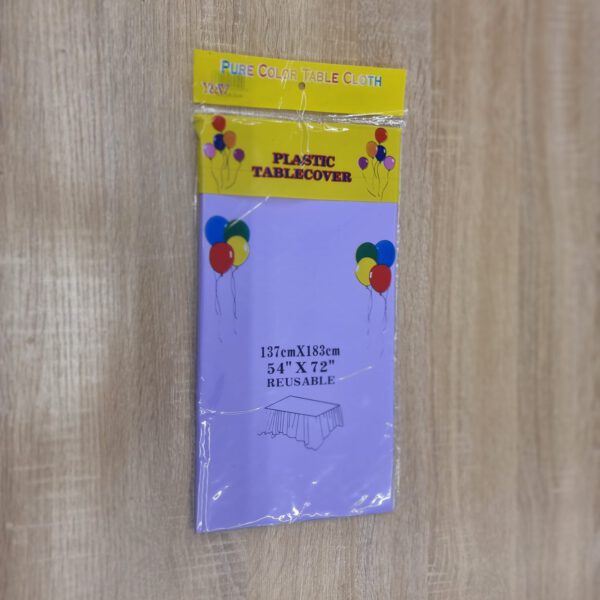 PURE COLOR TABLE CLOTH
PLASTIC
TABLECOVER
137cmX183cm
54" X 72"
REUSABLE